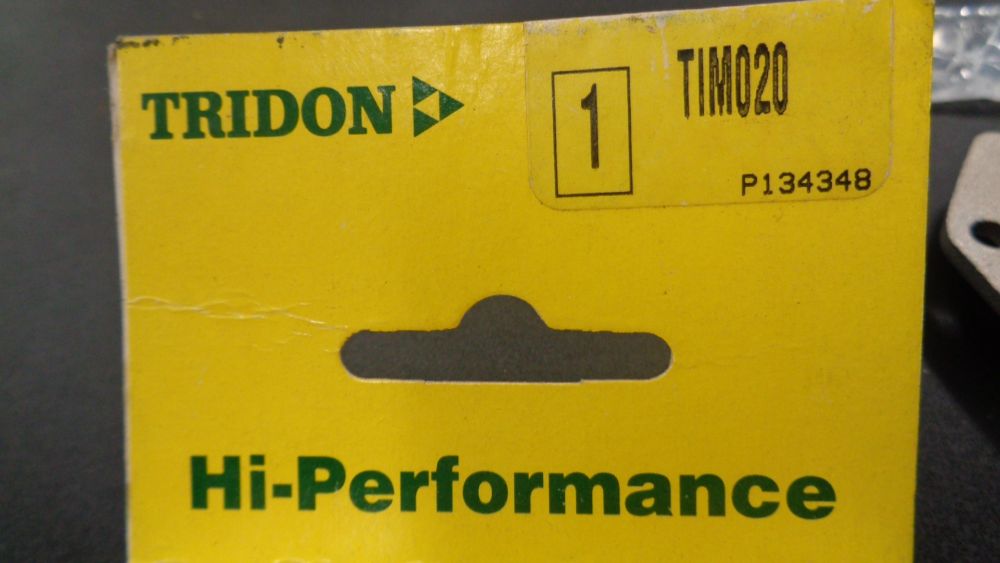 TRIDON
1
TIM020
P134348
Hi-Performance